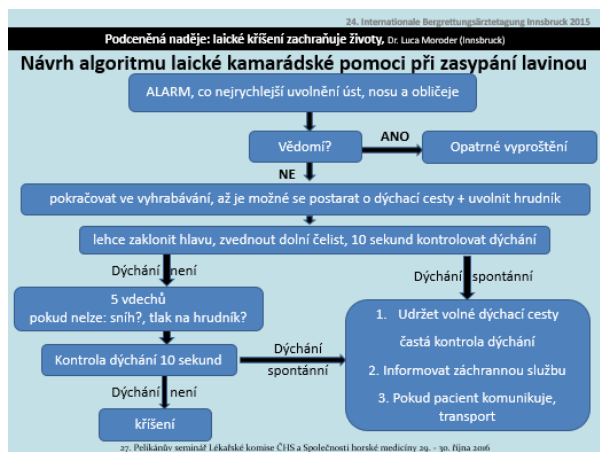 24. Internationale Bergrettungsärztetagung Innsbruck 2015
Podceněná naděje: laické kříšení zachraňuje životy, Dr. Luca Moroder (Innsbruck)
Návrh algoritmu laické kamarádské pomoci při zasypání lavinou
ALARM, co nejrychlejší uvolnění úst, nosu a obličeje
Vědomí?
ANO
Opatrné vyproštění
NE
pokračovat ve vyhrabávání, až je možné se postarat o dýchací cesty + uvolnit hrudník
lehce zaklonit hlavu, zvednout dolní čelist, 10 sekund kontrolovat dýchání
Dýchání není
Dýchání spontánní
5 vdechů
pokud nelze: sníh?, tlak na hrudník?
Kontrola dýchání 10 sekund
Dýchání
spontánní
1. Udržet volné dýchací cesty
častá kontrola dýchání
2. Informovat záchrannou službu
3. Pokud pacient komunikuje,
transport
Dýchání není
kříšení
27. Pelikánův seminář Lékařské komise ČHS a Společnosti horské medicíny 29. - 30. října 2016